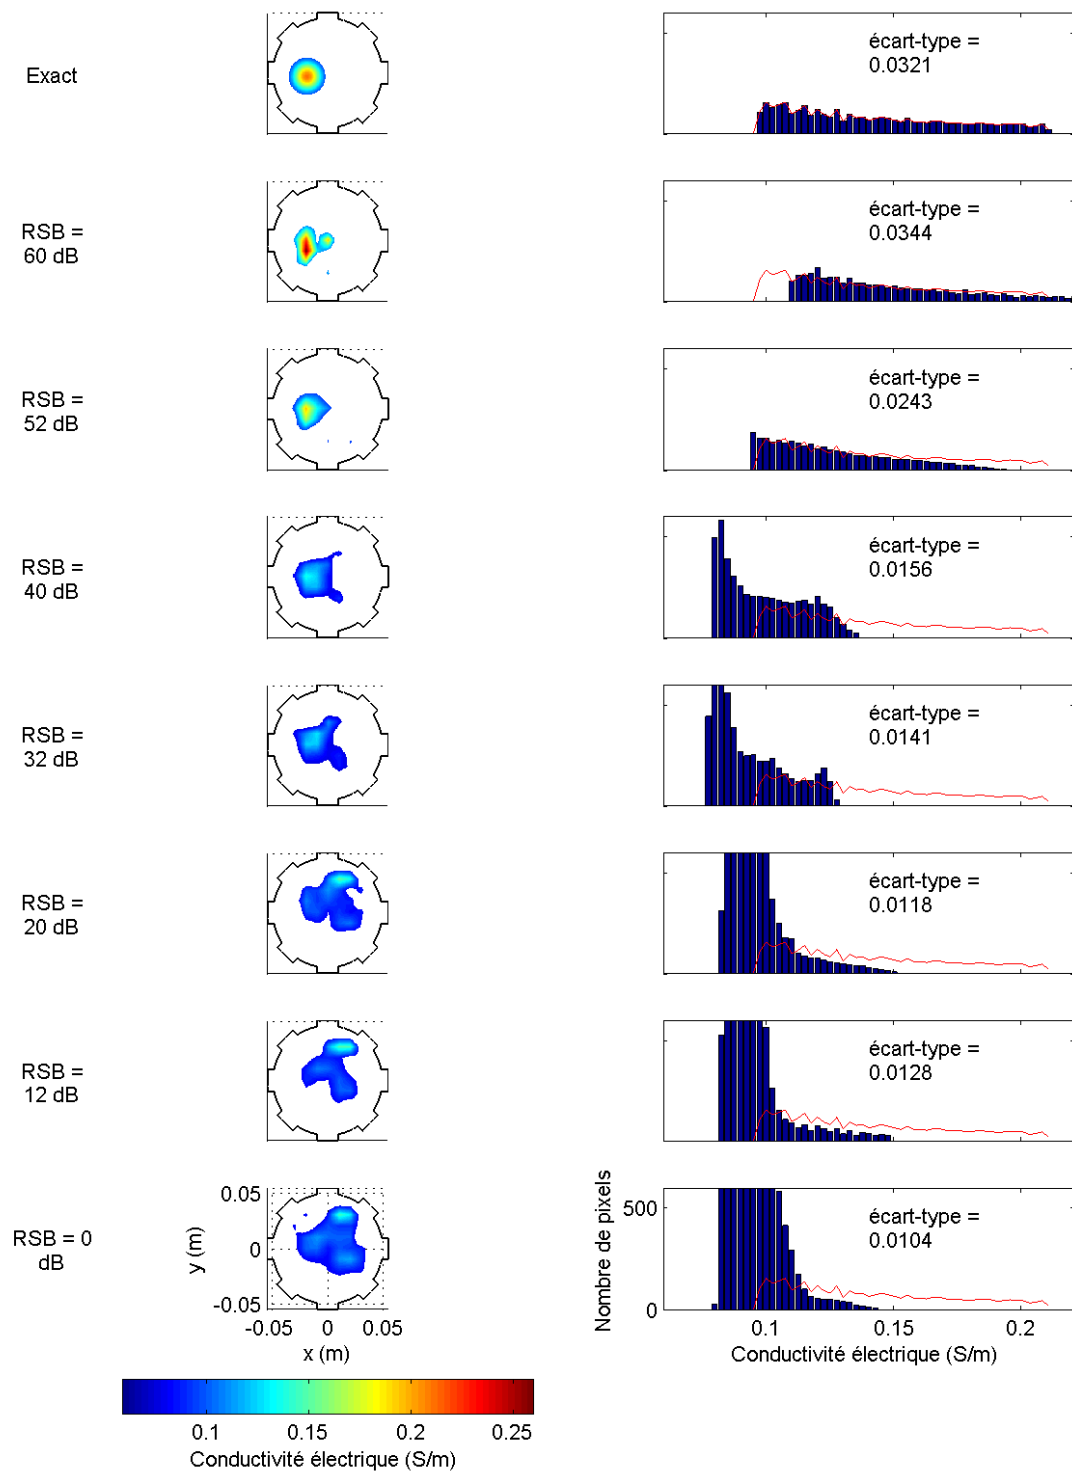 Exact
écart-type =
0.0321
RSB =
60 dB
écart-type =
0.0344
RSB =
52 dB
écart-type =
0.0243
RSB =
40 dB
écart-type =
0.0156
RSB =
32 dB
écart-type =
0.0141
RSB =
20 dB
écart-type =
0.0118
RSB =
12 dB
écart-type =
0.0128
RSB = 0
dB
y (m)
0.05
0
-0.05
-0.05 0 0.05
x (m)
Nombre de pixels
500
0
écart-type =
0.0104
0.1 0.15 0.2
Conductivité électrique (S/m)
0.1 0.15 0.2 0.25
Conductivité électrique (S/m)